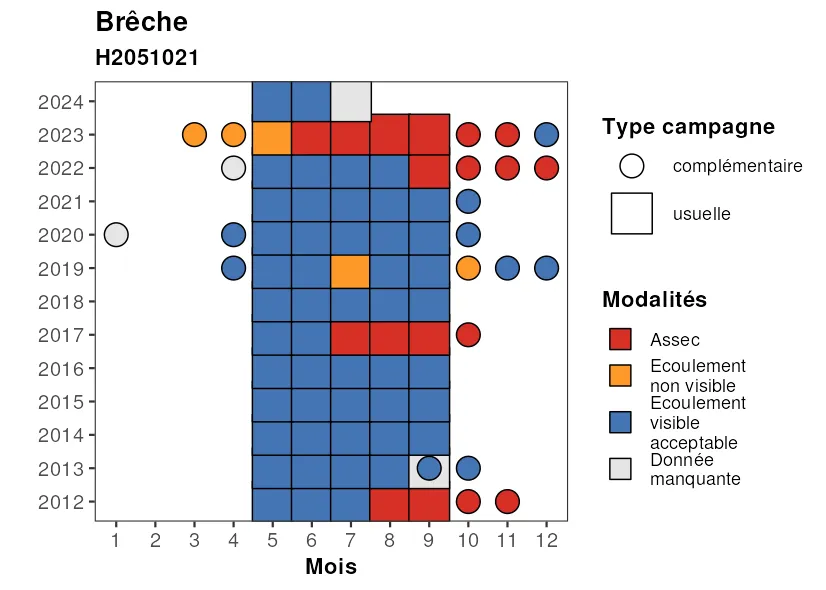 Brêche
H2051021
2024
2023
2022
2021
2020
2019
2018
2017
2016
2015
2014
2013
2012
1 2 3 4 5 6 7 8 9 10 11 12
Mois
Type campagne
complémentaire
usuelle
Modalités
Assec
Ecoulement
non visible
Ecoulement
visible
acceptable
Donnée
manquante